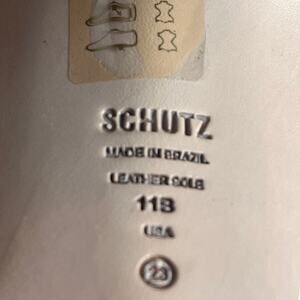 SCHUTZ
MADE IN BRAZIL
LEATHER SOLE
11B
USA
23